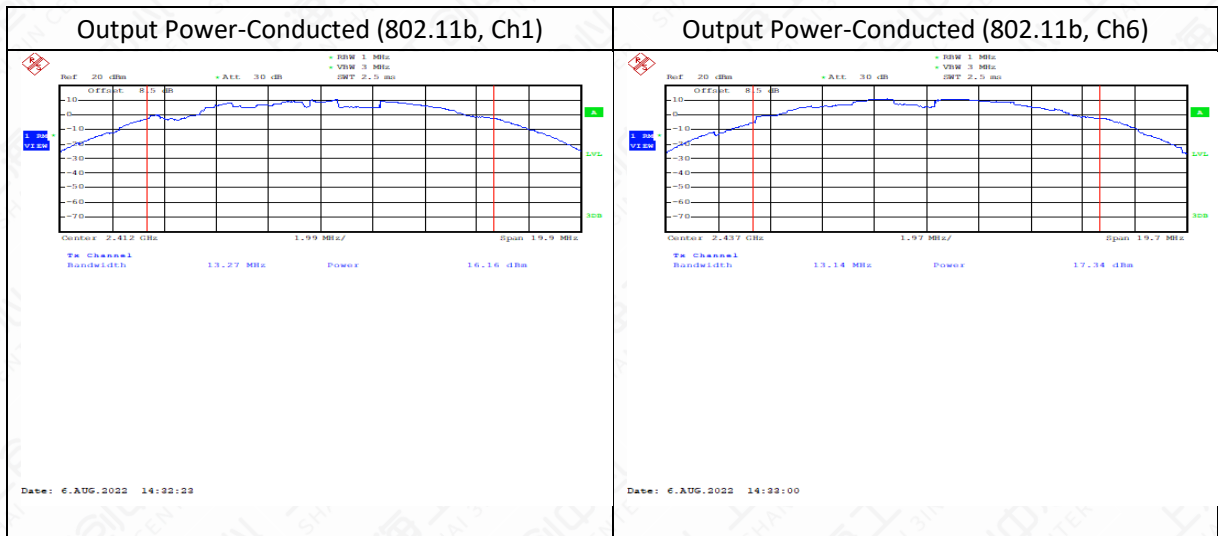 Output Power-Conducted (802.11b, Ch1)
* RBW 1 MHz
* VBW 3 MHz
Ref 20 dBm * Att 30 dB SWT 2.5 ms
Offset 8.5 dB
10
0
-10
-20
-30
-40
-50
-60
-70
1 RM *
VIEW
A
LVL
3DB
Center 2.412 GHz 1.99 MHz/ Span 19.9 MHz
Tx Channel
Bandwidth 13.27 MHz Power 16.16 dBm
Date: 6.AUG.2022 14:32:23
Output Power-Conducted (802.11b, Ch6)
* RBW 1 MHz
* VBW 3 MHz
Ref 20 dBm * Att 30 dB SWT 2.5 ms
Offset 8.5 dB
10
0
-10
-20
-30
-40
-50
-60
-70
1 RM *
VIEW
A
LVL
3DB
Center 2.437 GHz 1.97 MHz/ Span 19.7 MHz
Tx Channel
Bandwidth 13.14 MHz Power 17.34 dBm
Date: 6.AUG.2022 14:33:00